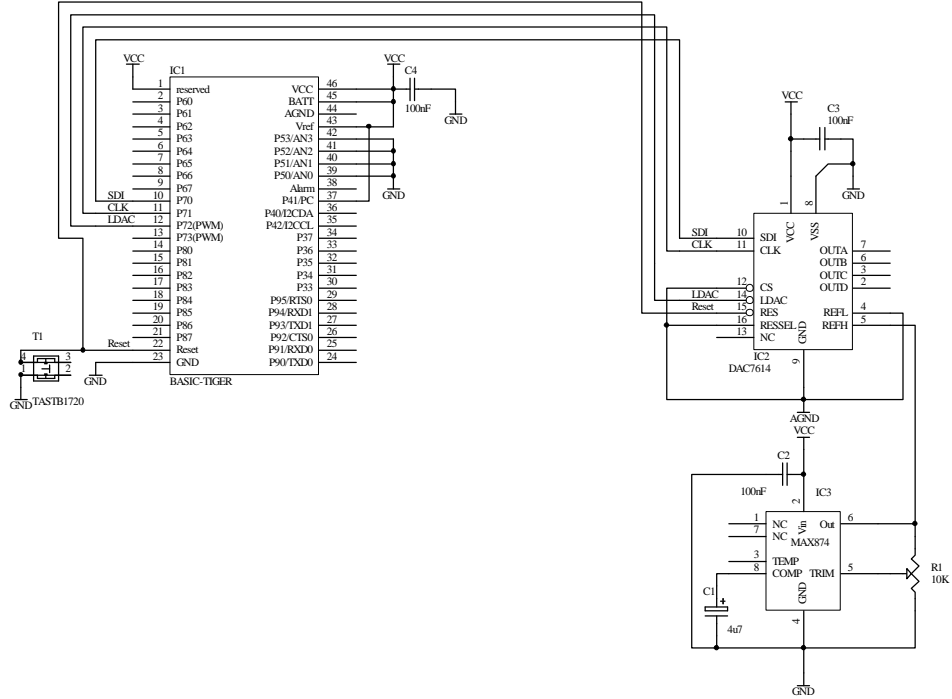 VCC
IC1
1 reserved
2 P60
3 P61
4 P62
5 P63
6 P64
7 P65
8 P66
9 P67
SDI 10 P70
CLK 11 P71
LDAC 12 P72(PWM)
13 P73(PWM)
14 P80
15 P81
16 P82
17 P83
18 P84
19 P85
20 P86
21 P87
Reset 22 Reset
23 GND
GND
BASIC-TIGER
VCC 46
BATT 45
AGND 44
Vref 43
P53/AN3 42
P52/AN2 41
P51/AN1 40
P50/AN0 39
Alarm 38
P41/PC 37
P40/I2CDA 36
P42/I2CCL 35
P37 34
P36 33
P35 32
P34 31
P33 30
P95/RTS0 29
P94/RXD1 28
P93/TXD1 27
P92/CTS0 26
P91/RXD0 25
P90/TXD0 24
VCC
C4
100nF
GND
GND
T1
4 3
1 2
GND TASTB1720
VCC
C3
100nF
GND
1 8
VCC VSS
SDI 10 SDI
CLK 11 CLK
12 CS
LDAC 14 LDAC
Reset 15 RES
16 RESSEL
13 NC
OUTA 7
OUTB 6
OUTC 3
OUTD 2
REFL 4
REFH 5
GND
9
IC2
DAC7614
AGND
VCC
C2
100nF
IC3
2
1 NC
7 NC
Vin
Out 6
MAX874
3 TEMP
8 COMP
TRIM 5
GND
4
C1
+
4u7
R1
10K
GND